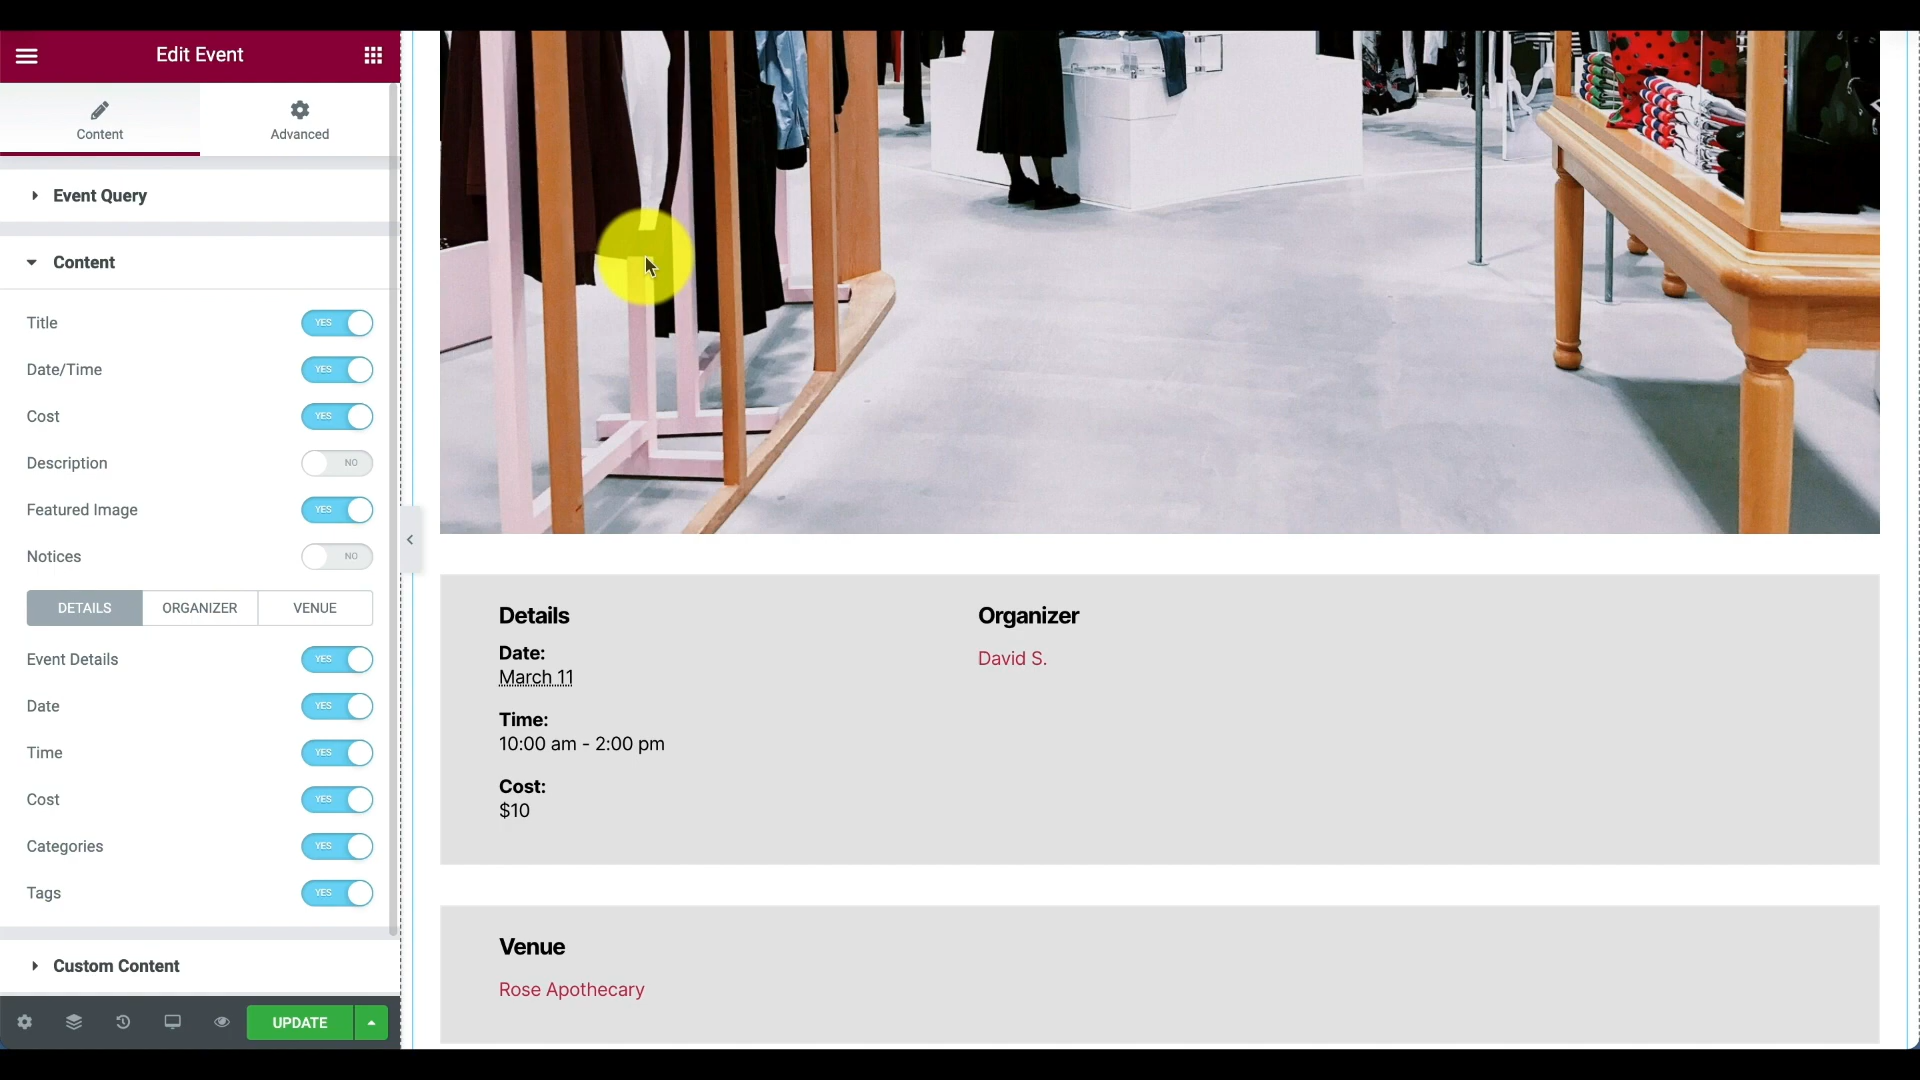 Edit Event
Content
Advanced
Event Query
Content
Title YES
Date/Time YES
Cost YES
Description NO
Featured Image YES
Notices NO
DETAILS ORGANIZER VENUE
Event Details YES
Date YES
Time YES
Cost YES
Categories YES
Tags YES
Custom Content
UPDATE
Details
Date:
March 11
Time:
10:00 am - 2:00 pm
Cost:
$10
Organizer
David S.
Venue
Rose Apothecary